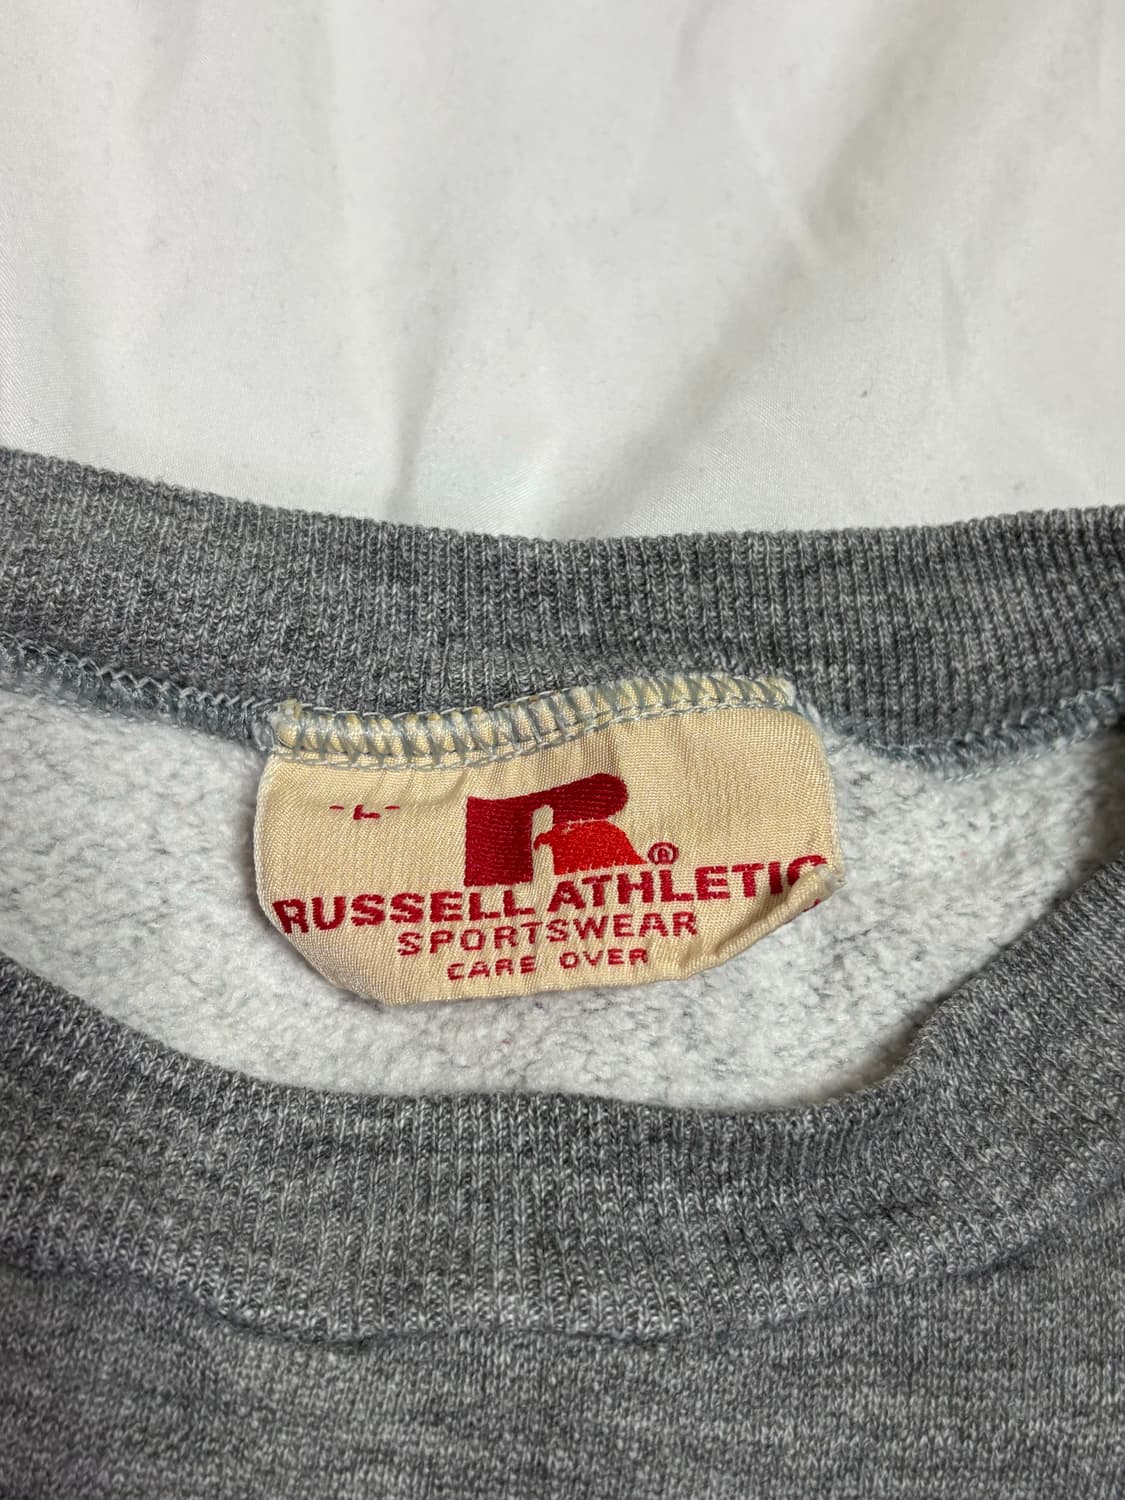 -L-
R®
RUSSELL ATHLETIC
SPORTSWEAR
CARE OVER